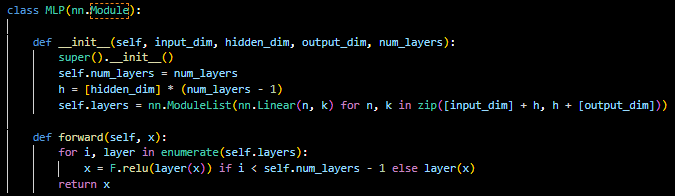 class MLP(nn.Module):
    def __init__(self, input_dim, hidden_dim, output_dim, num_layers):
        super().__init__()
        self.num_layers = num_layers
        h = [hidden_dim] * (num_layers - 1)
        self.layers = nn.ModuleList(nn.Linear(n, k) for n, k in zip([input_dim] + h, h + [output_dim]))
    def forward(self, x):
        for i, layer in enumerate(self.layers):
            x = F.relu(layer(x)) if i < self.num_layers - 1 else layer(x)
        return x